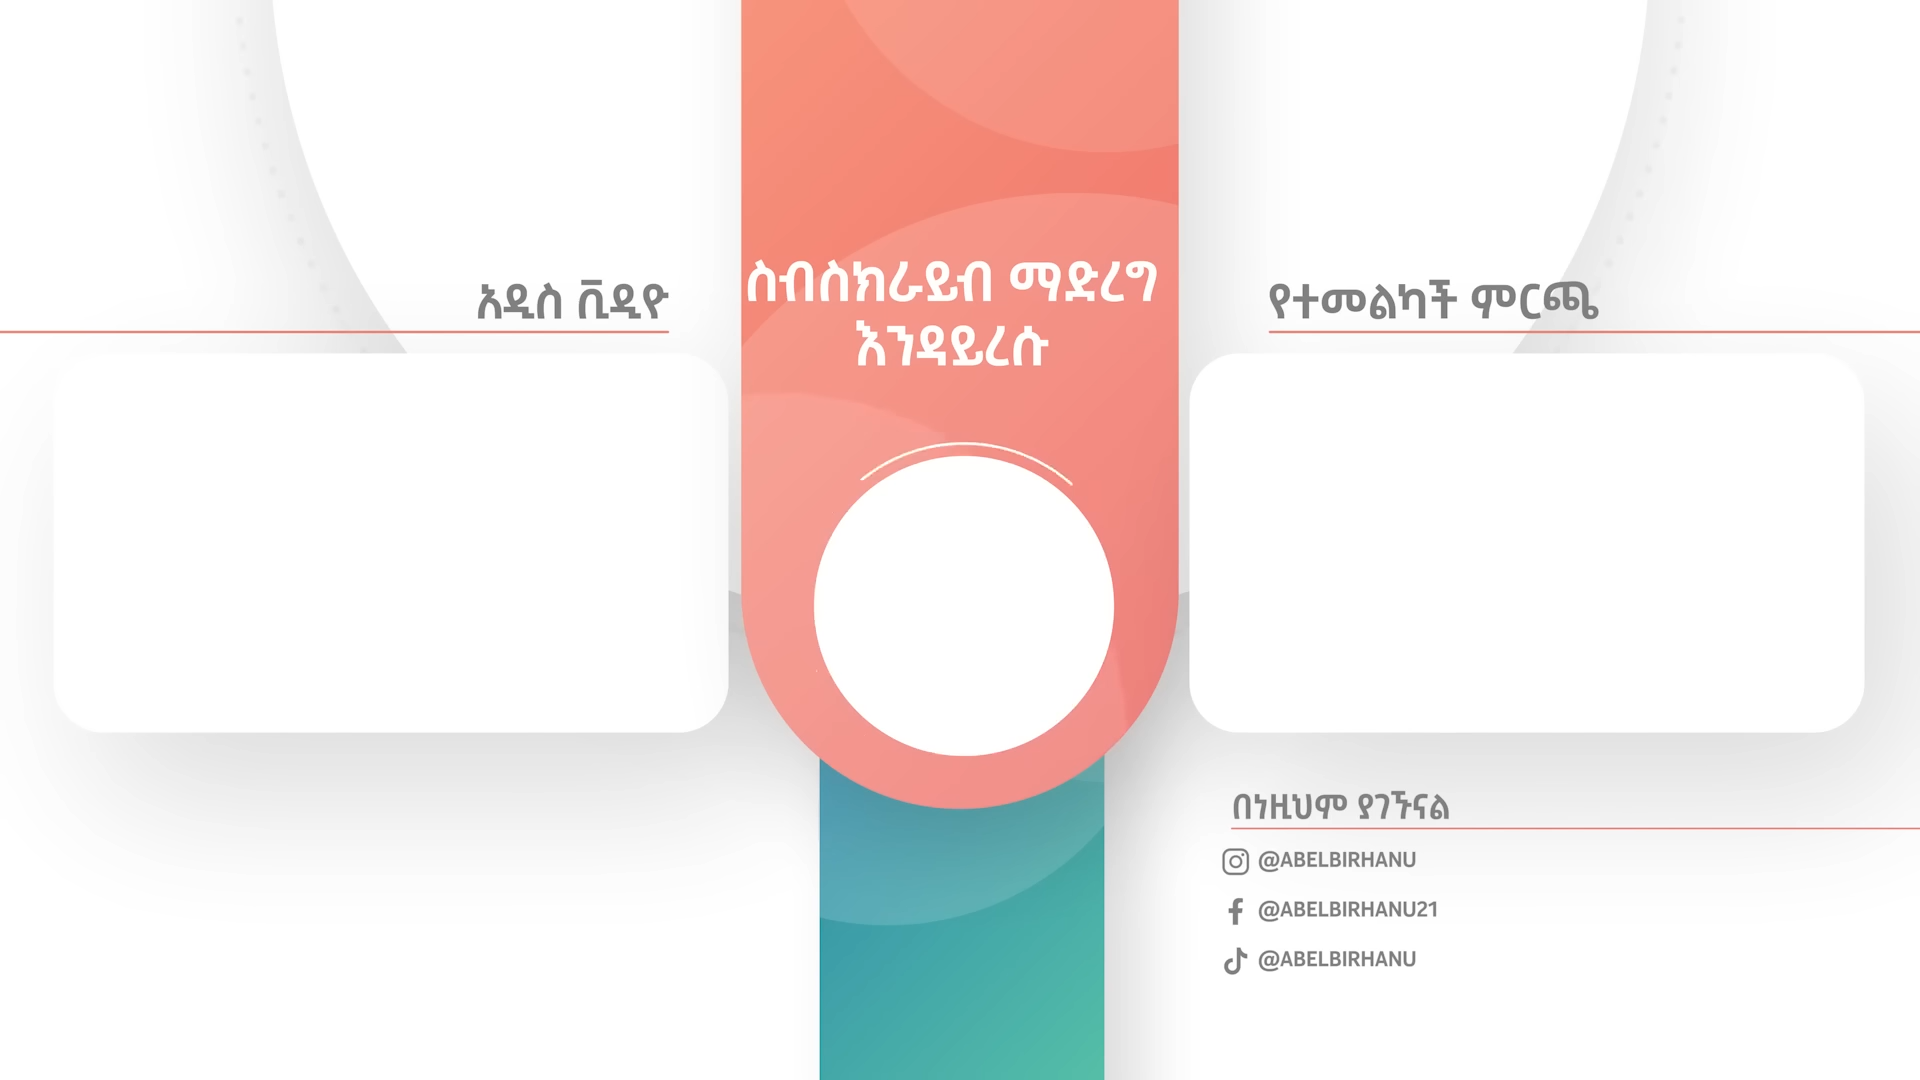 አዲስ ቪዲዮ
ስብስክራይብ ማድረግ
እንዳይረሱ
የተመልካች ምርጫ
በነዚህም ያገኙናል
@ABELBIRHANU
@ABELBIRHANU21
@ABELBIRHANU